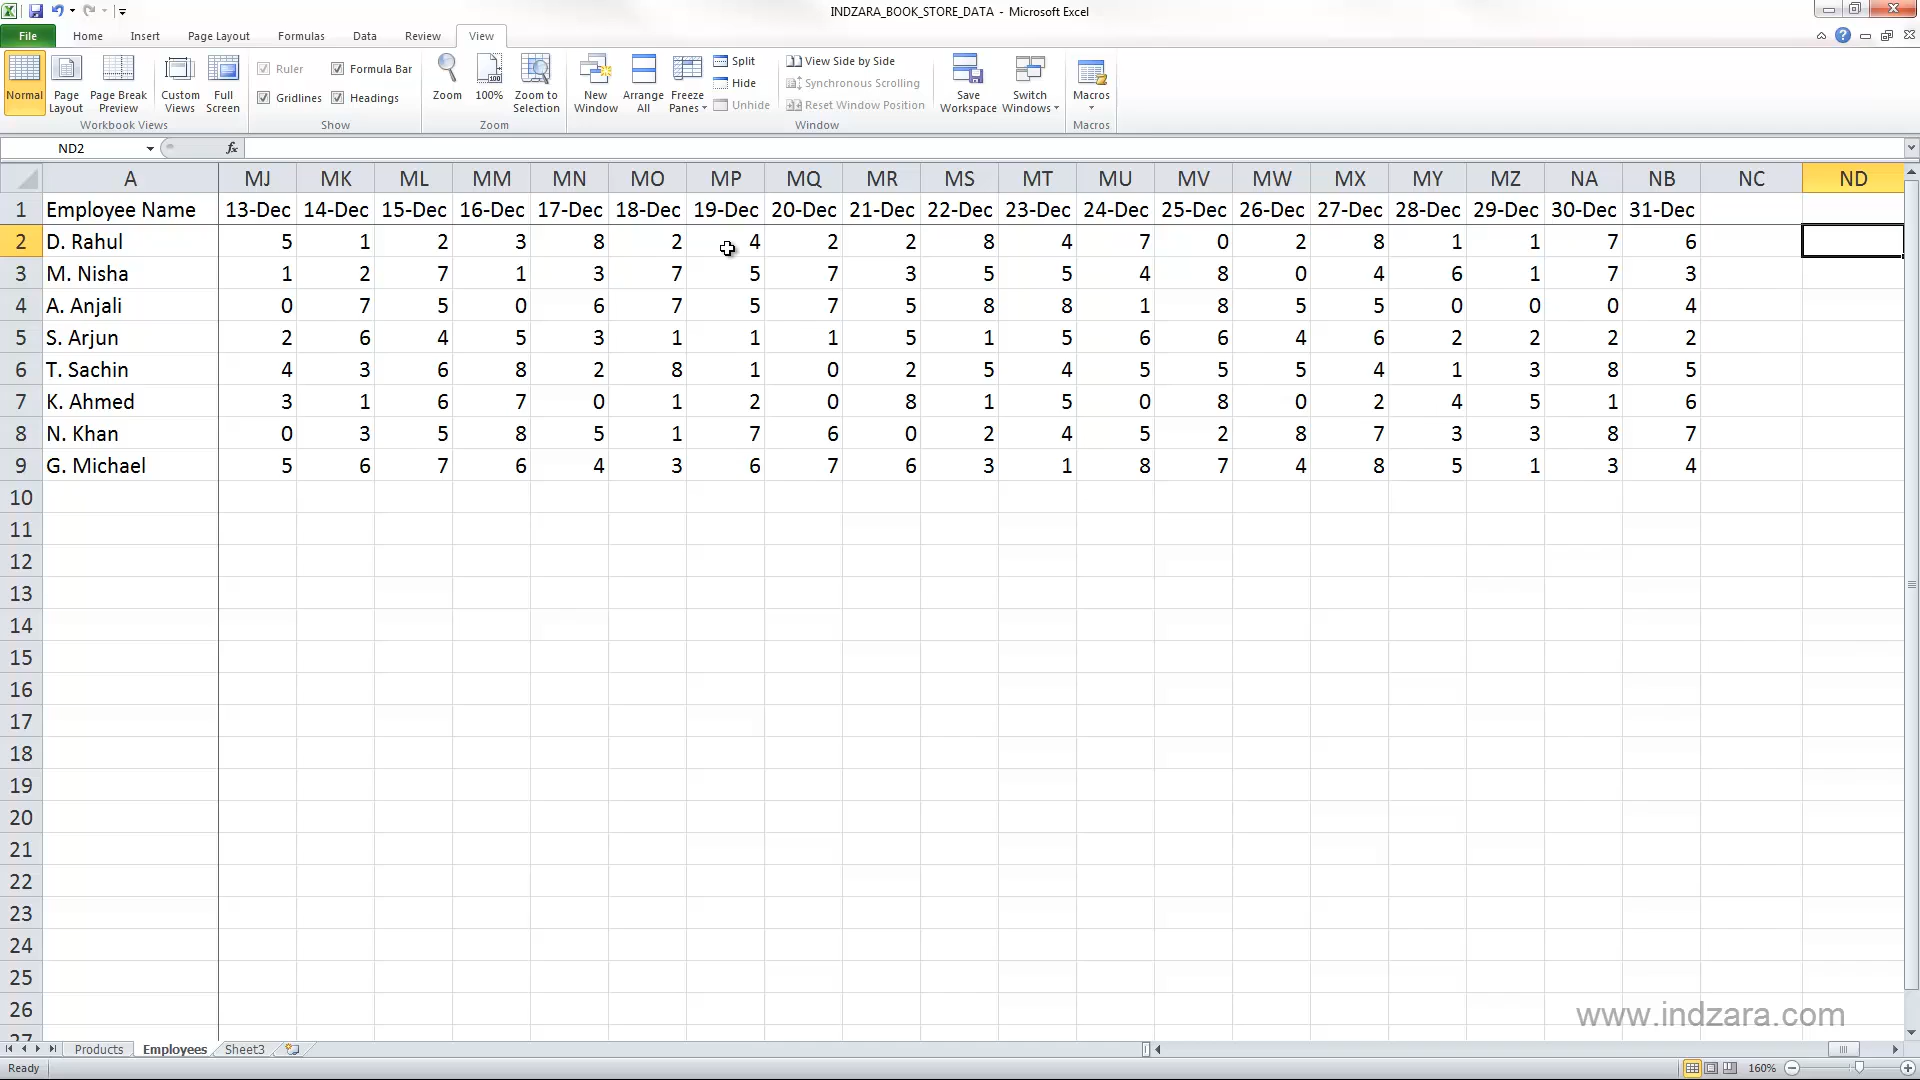 INDZARA_BOOK_STORE_DATA - Microsoft Excel
File Home Insert Page Layout Formulas Data Review View
Normal Page Layout Page Break Preview Custom Views Full Screen
Workbook Views
Ruler Formula Bar
Gridlines Headings
Show
Zoom 100% Zoom to Selection
Zoom
New Window Arrange All Freeze Panes
Split
Hide
Unhide
View Side by Side
Synchronous Scrolling
Reset Window Position
Window
Save Workspace Switch Windows
Macros
Macros
ND2 fx
A MJ MK ML MM MN MO MP MQ MR MS MT MU MV MW MX MY MZ NA NB NC ND
1 Employee Name 13-Dec 14-Dec 15-Dec 16-Dec 17-Dec 18-Dec 19-Dec 20-Dec 21-Dec 22-Dec 23-Dec 24-Dec 25-Dec 26-Dec 27-Dec 28-Dec 29-Dec 30-Dec 31-Dec
2 D. Rahul 5 1 2 3 8 2 4 2 2 8 4 7 0 2 8 1 1 7 6
3 M. Nisha 1 2 7 1 3 7 5 7 3 5 5 4 8 0 4 6 1 7 3
4 A. Anjali 0 7 5 0 6 7 5 7 5 8 8 1 8 5 5 0 0 0 4
5 S. Arjun 2 6 4 5 3 1 1 1 5 1 5 6 6 4 6 2 2 2 2
6 T. Sachin 4 3 6 8 2 8 1 0 2 5 4 5 5 5 4 1 3 8 5
7 K. Ahmed 3 1 6 7 0 1 2 0 8 1 5 0 8 0 2 4 5 1 6
8 N. Khan 0 3 5 8 5 1 7 6 0 2 4 5 2 8 7 3 3 8 7
9 G. Michael 5 6 7 6 4 3 6 7 6 3 1 8 7 4 8 5 1 3 4
10
11
12
13
14
15
16
17
18
19
20
21
22
23
24
25
26
27
www.indzara.com
Products Employees Sheet3
Ready 160%